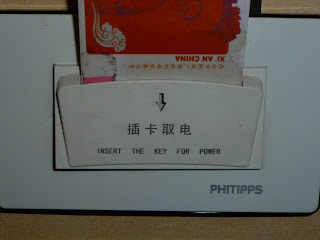 XI AN CHINA
插卡取电
INSERT THE KEY FOR POWER
PHITIPPS